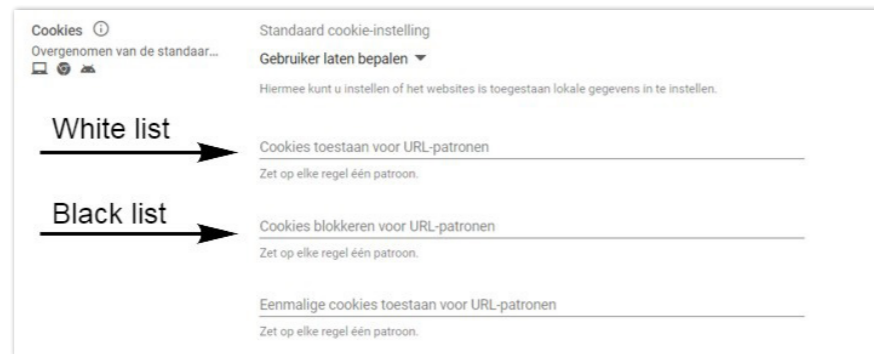 Cookies
Overgenomen van de standaar...
Standaard cookie-instelling
Gebruiker laten bepalen
Hiermee kunt u instellen of het websites is toegestaan lokale gegevens in te instellen.
White list
Cookies toestaan voor URL-patronen
Zet op elke regel één patroon.
Black list
Cookies blokkeren voor URL-patronen
Zet op elke regel één patroon.
Eenmalige cookies toestaan voor URL-patronen
Zet op elke regel één patroon.